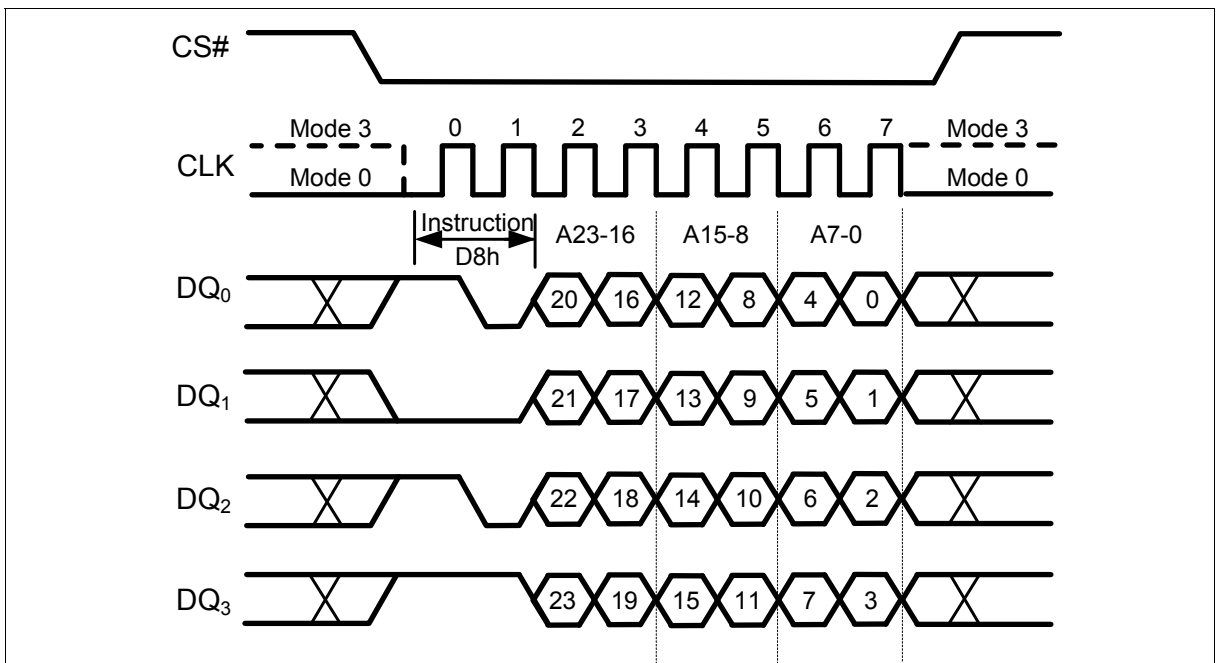 CS#
Mode 3 0 1 2 3 4 5 6 7 Mode 3
CLK
Mode 0 Mode 0
Instruction A23-16 A15-8 A7-0
D8h
DQ0 20 16 12 8 4 0
DQ1 21 17 13 9 5 1
DQ2 22 18 14 10 6 2
DQ3 23 19 15 11 7 3